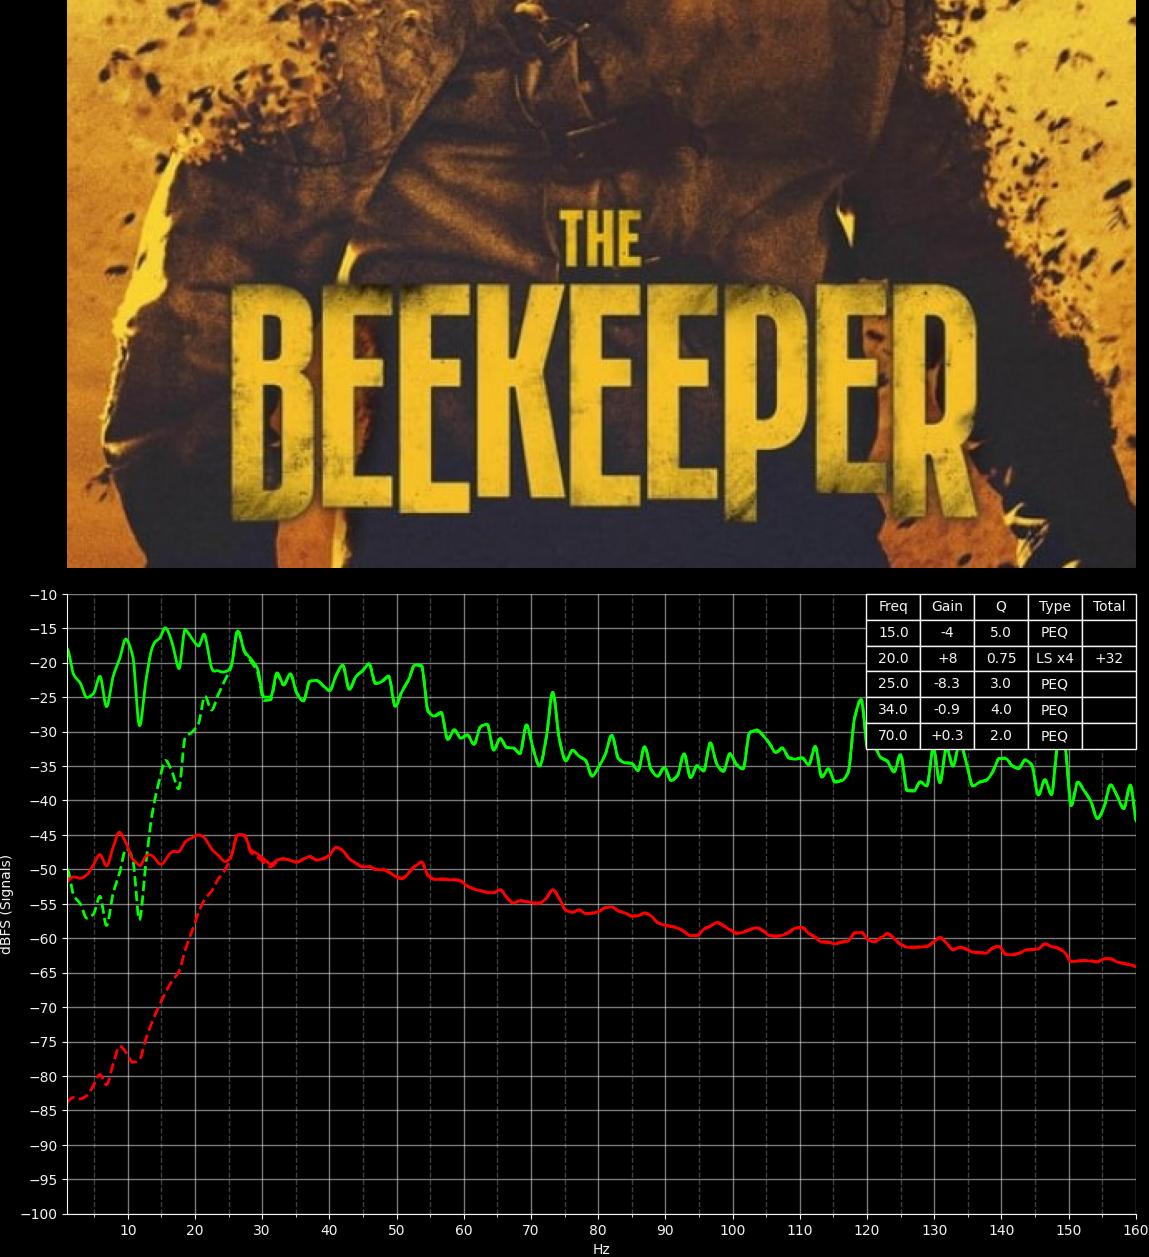 THE
BEEKEEPER
Freq Gain Q Type Total
15.0 -4 5.0 PEQ
20.0 +8 0.75 LS x4 +32
25.0 -8.3 3.0 PEQ
34.0 -0.9 4.0 PEQ
70.0 +0.3 2.0 PEQ
−10
−15
−20
−25
−30
−35
−40
−45
−50
−55
−60
−65
−70
−75
−80
−85
−90
−95
−100
dBFS (Signals)
10 20 30 40 50 60 70 80 90 100 110 120 130 140 150 160
Hz